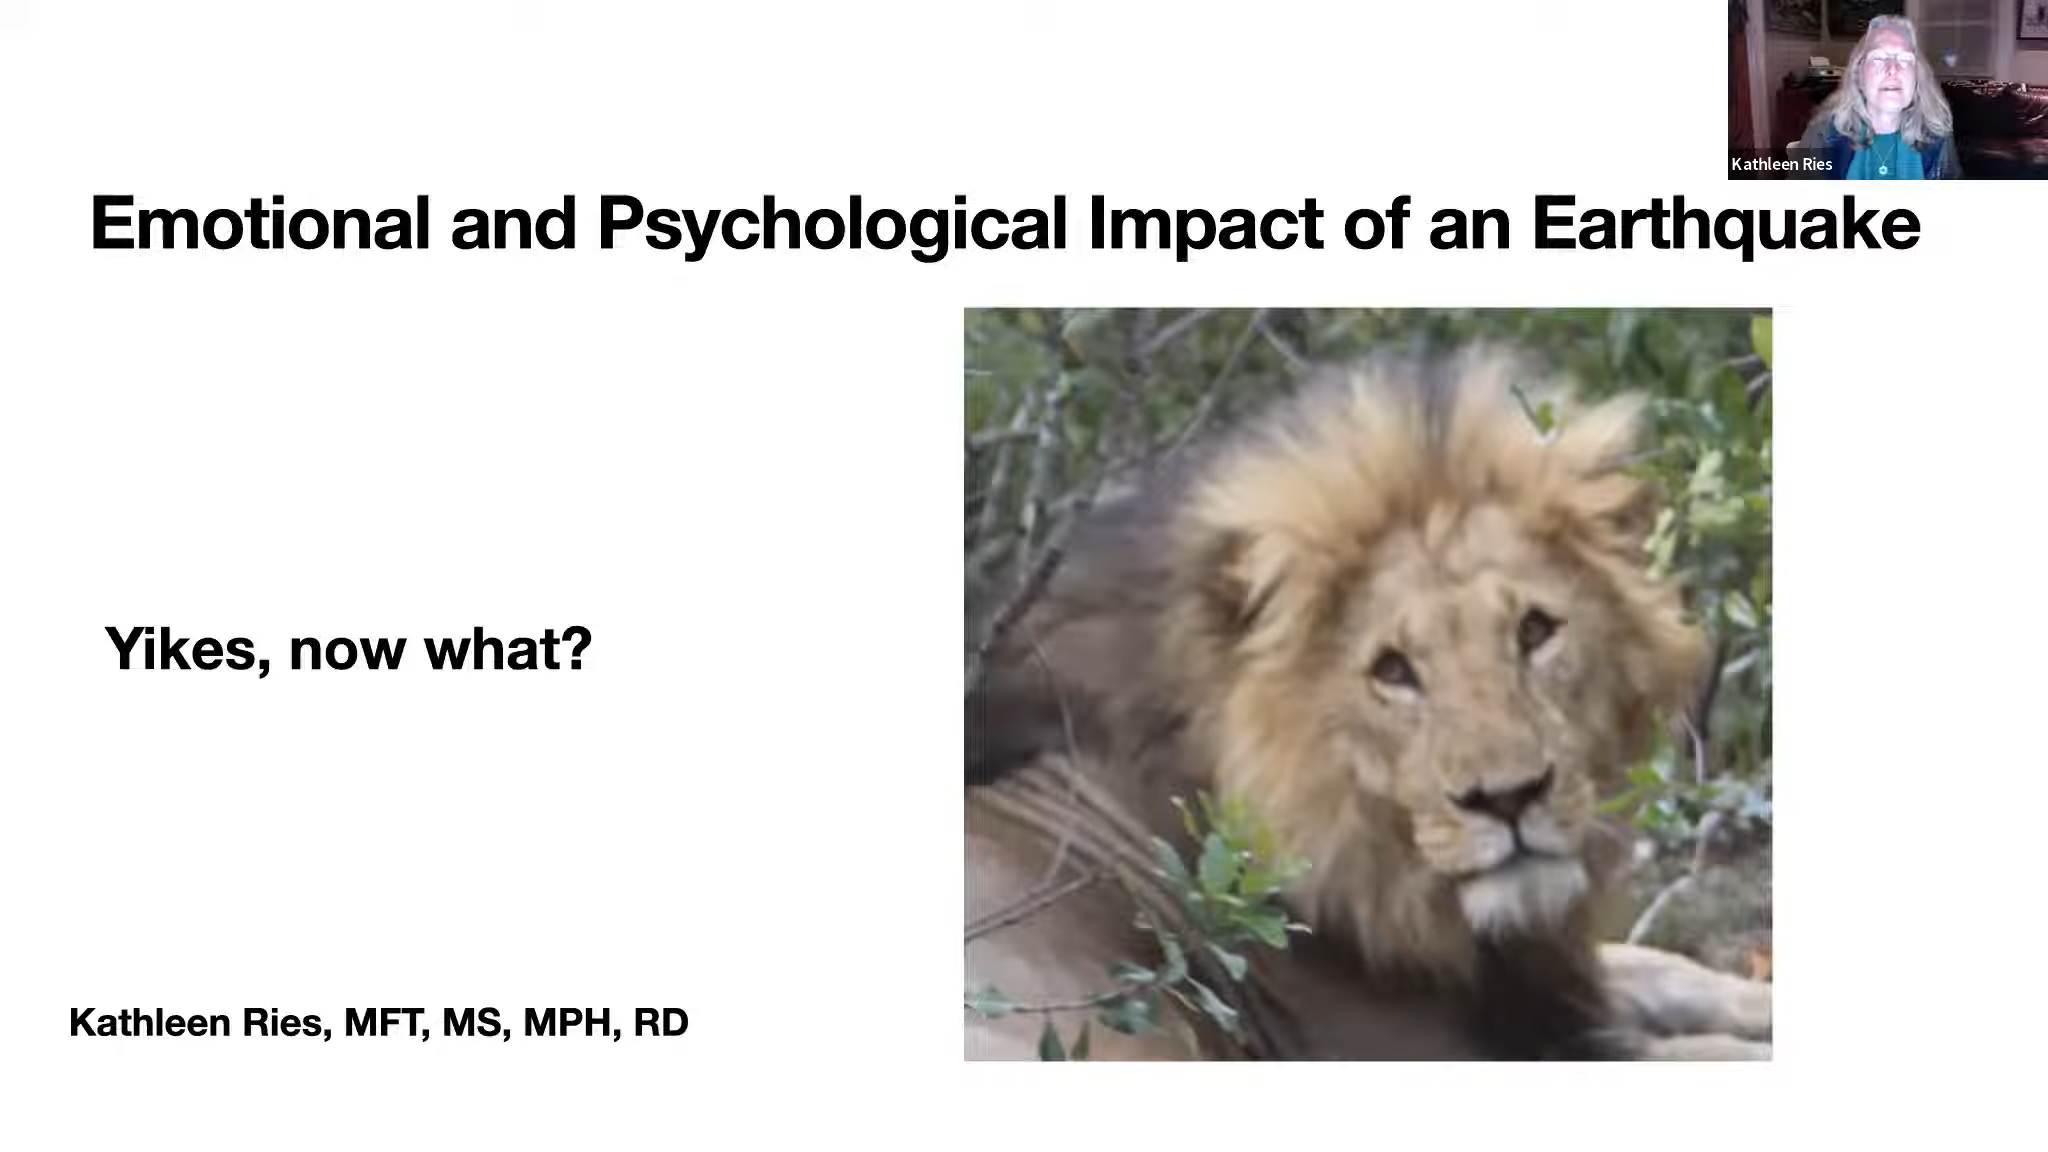 Kathleen Ries
Emotional and Psychological Impact of an Earthquake
Yikes, now what?
Kathleen Ries, MFT, MS, MPH, RD